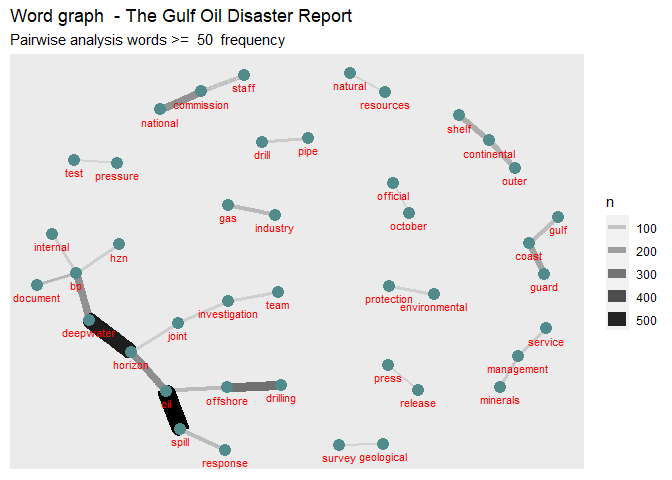 Word graph - The Gulf Oil Disaster Report
Pairwise analysis words >= 50 frequency
staff
natural
commission
resources
national
shelf
drill
pipe
continental
test
pressure
outer
official
gas
industry
october
gulf
internal
hzn
coast
guard
document
bp
protection
environmental
team
investigation
deepwater
joint
service
horizon
management
press
minerals
offshore
drilling
release
oil
spill
response
survey
geological
n
100
200
300
400
500